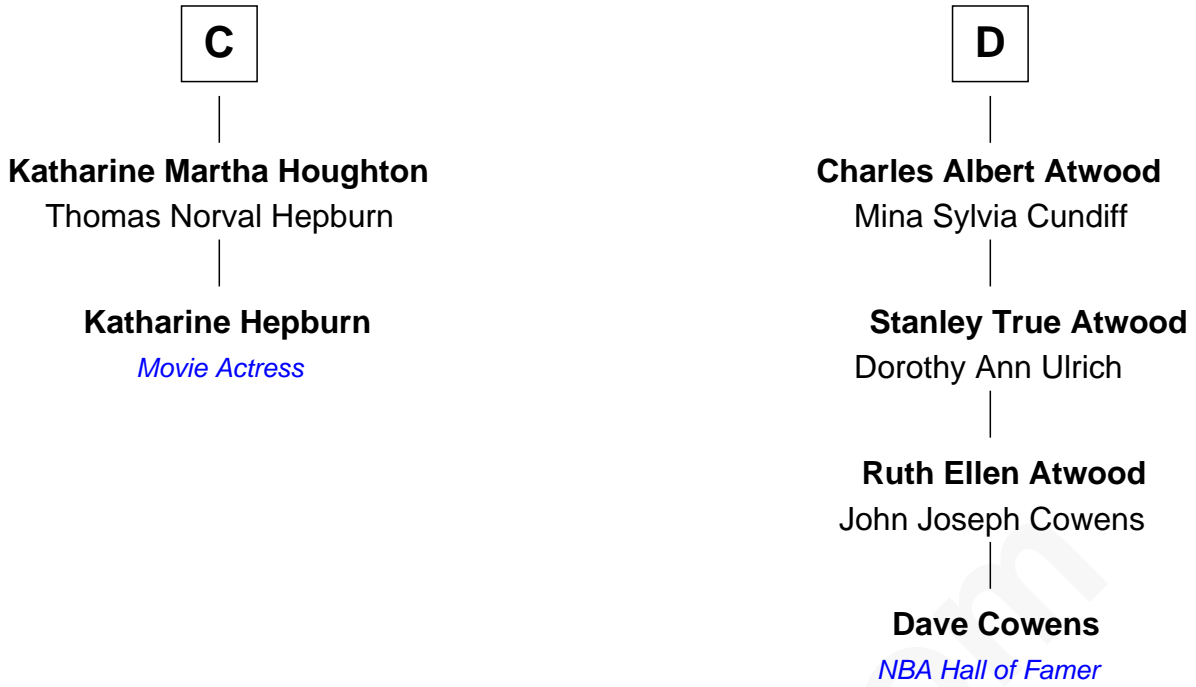 C
Katharine Martha Houghton
Thomas Norval Hepburn
Katharine Hepburn
Movie Actress
D
Charles Albert Atwood
Mina Sylvia Cundiff
Stanley True Atwood
Dorothy Ann Ulrich
Ruth Ellen Atwood
John Joseph Cowens
Dave Cowens
NBA Hall of Famer